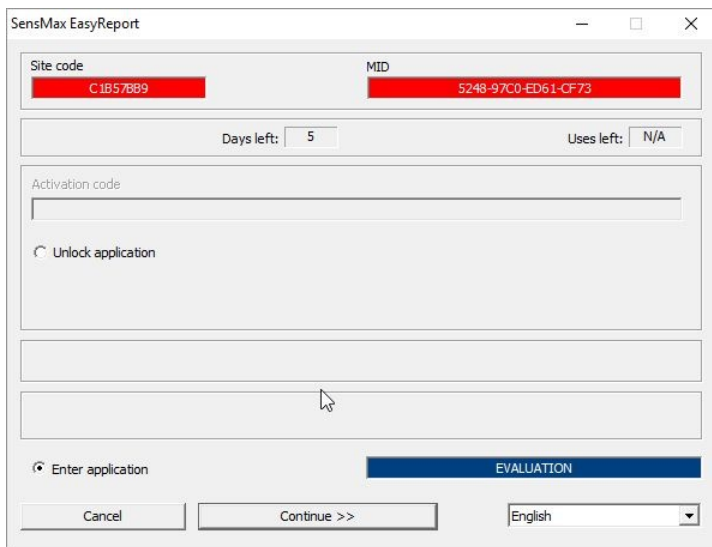 SensMax EasyReport
Site code MID
C1B57BB9 5248-97C0-ED61-CF73
Days left: 5 Uses left: N/A
Activation code
Unlock application
Enter application EVALUATION
Cancel Continue >> English